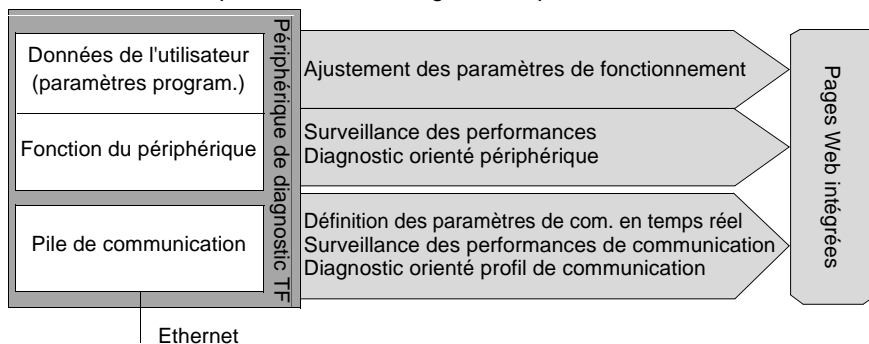 Données de l'utilisateur
(paramètres program.)
Fonction du périphérique
Pile de communication
Périphérique de diagnostic TF
Ajustement des paramètres de fonctionnement
Surveillance des performances
Diagnostic orienté périphérique
Définition des paramètres de com. en temps réel
Surveillance des performances de communication
Diagnostic orienté profil de communication
Pages Web intégrées
Ethernet